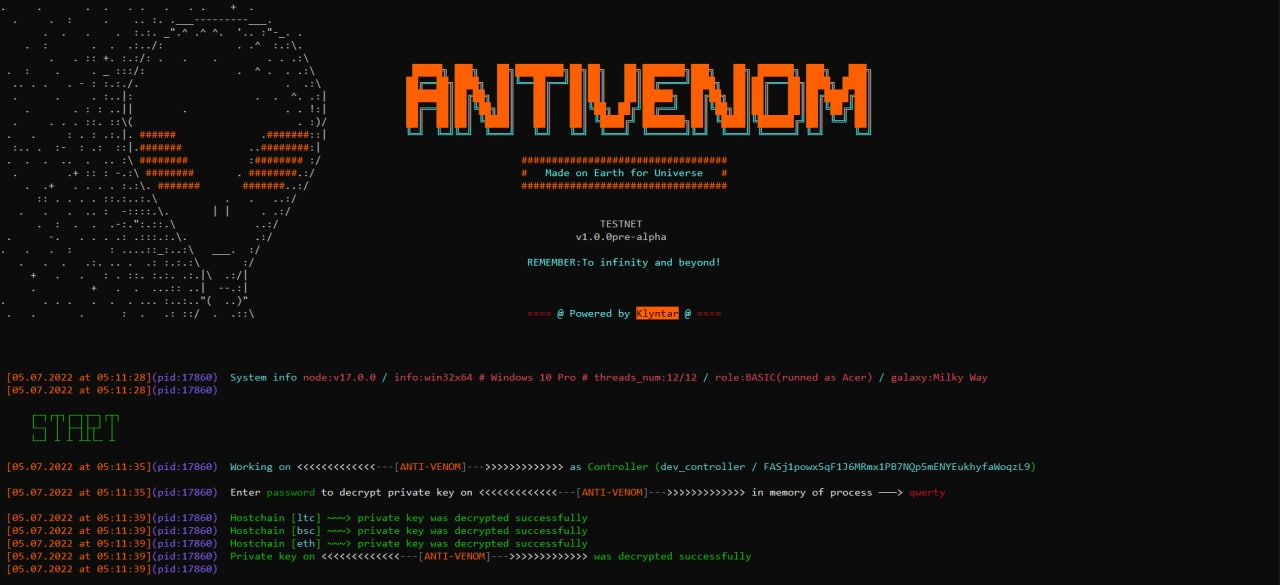 ANTIVENOM
##################################
# Made on Earth for Universe #
##################################
TESTNET
v1.0.0pre-alpha
REMEMBER:To infinity and beyond!
≈≈≈≈ @ Powered by Klyntar @ ≈≈≈≈
[05.07.2022 at 05:11:28](pid:17860) System info node:v17.0.0 / info:win32x64 # Windows 10 Pro # threads_num:12/12 / role:BASIC(runned as Acer) / galaxy:Milky Way
[05.07.2022 at 05:11:28](pid:17860)
START
[05.07.2022 at 05:11:35](pid:17860) Working on <<<<<<<<<<<<<---[ANTI-VENOM]--->>>>>>>>>>>>> as Controller (dev_controller / FASj1powx5qF1J6MRmx1PB7NQp5mENYEukhyfaWoqzL9)
[05.07.2022 at 05:11:35](pid:17860) Enter password to decrypt private key on <<<<<<<<<<<<<---[ANTI-VENOM]--->>>>>>>>>>>>> in memory of process ———> qwerty
[05.07.2022 at 05:11:39](pid:17860) Hostchain [ltc] ~~~> private key was decrypted successfully
[05.07.2022 at 05:11:39](pid:17860) Hostchain [bsc] ~~~> private key was decrypted successfully
[05.07.2022 at 05:11:39](pid:17860) Hostchain [eth] ~~~> private key was decrypted successfully
[05.07.2022 at 05:11:39](pid:17860) Private key on <<<<<<<<<<<<<---[ANTI-VENOM]--->>>>>>>>>>>>> was decrypted successfully
[05.07.2022 at 05:11:39](pid:17860)